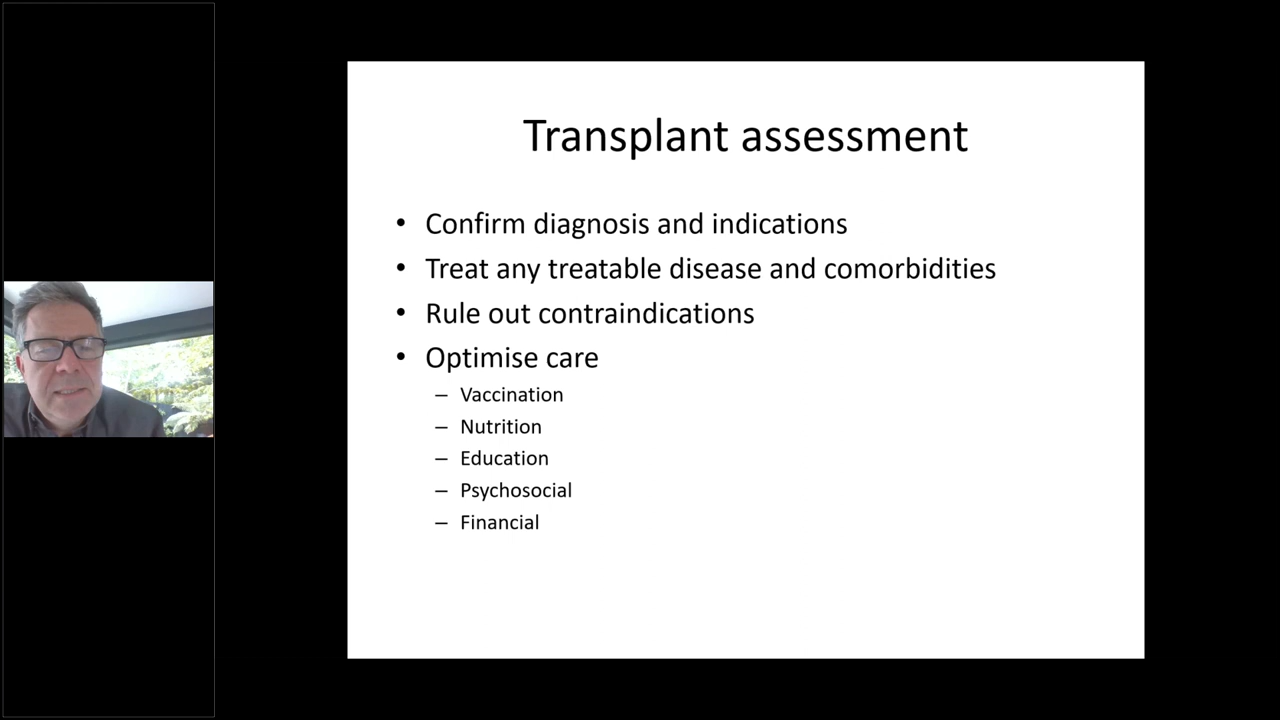 Transplant assessment
• Confirm diagnosis and indications
• Treat any treatable disease and comorbidities
• Rule out contraindications
• Optimise care
– Vaccination
– Nutrition
– Education
– Psychosocial
– Financial